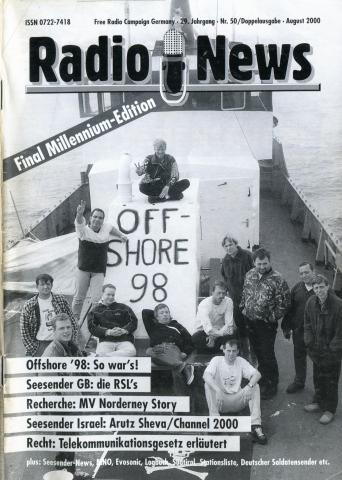 ISSN 0722-7418
Free Radio Campaign Germany · 29. Jahrgang · Nr. 50/Doppelausgabe · August 2000
Radio News
Final Millennium-Edition
OFF-
SHORE
98
Offshore '98: So war's!
Seesender GB: die RSL's
Recherche: MV Norderney Story
Seesender Israel: Arutz Sheva/Channel 2000
Recht: Telekommunikationsgesetz erläutert
plus: Seesender-News, MNO, Evosonic, Logbuch, Südtirol, Stationsliste, Deutscher Soldatensender etc.